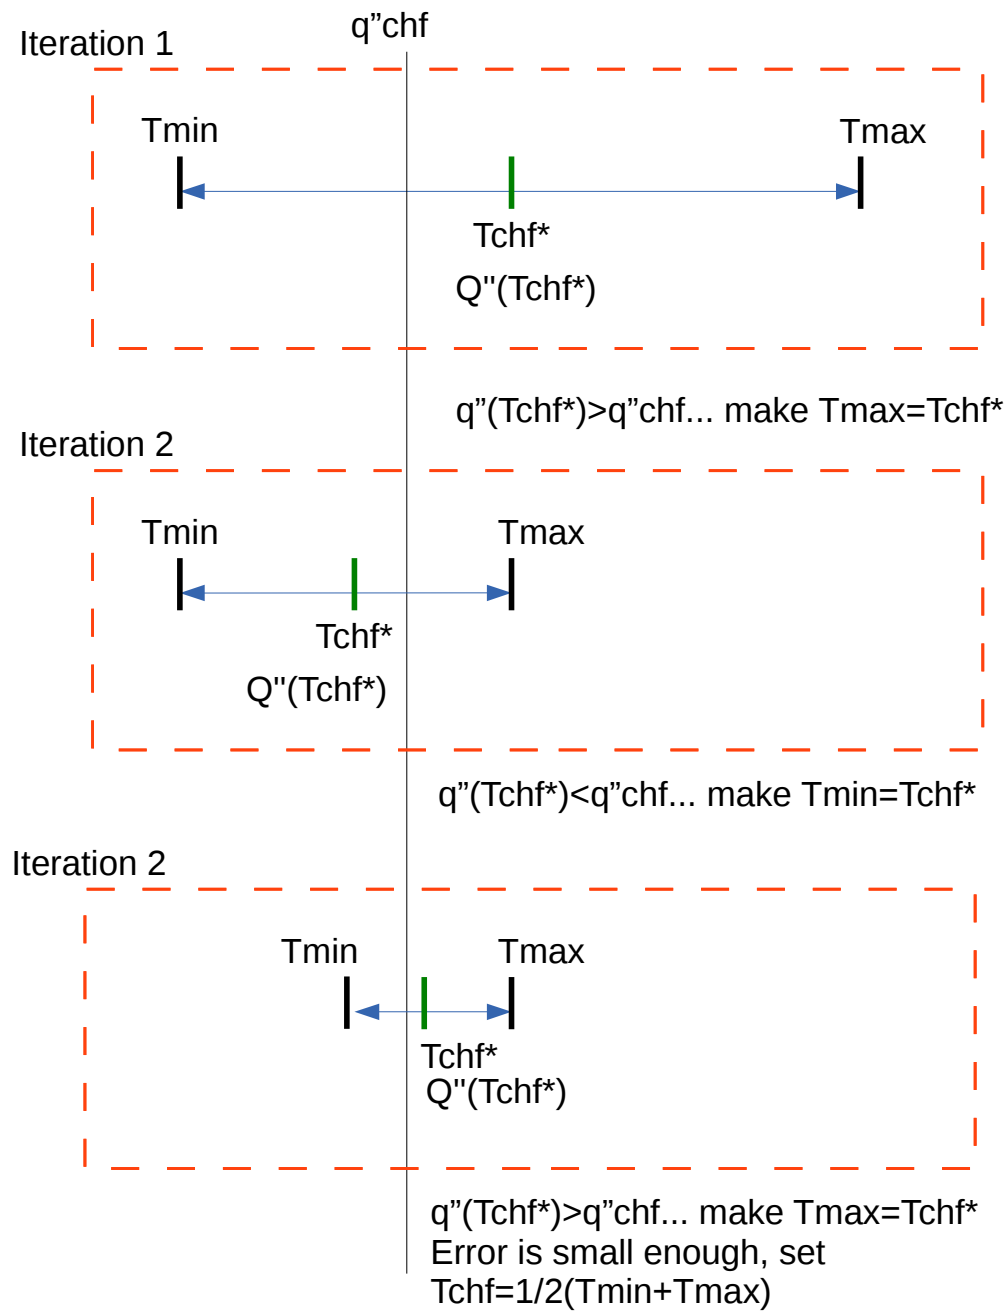 q”chf
Iteration 1
Tmin
Tmax
Tchf*
Q"(Tchf*)
q”(Tchf*)>q”chf... make Tmax=Tchf*
Iteration 2
Tmin
Tmax
Tchf*
Q"(Tchf*)
q”(Tchf*)<q”chf... make Tmin=Tchf*
Iteration 2
Tmin
Tmax
Tchf*
Q"(Tchf*)
q”(Tchf*)>q”chf... make Tmax=Tchf*
Error is small enough, set
Tchf=1/2(Tmin+Tmax)